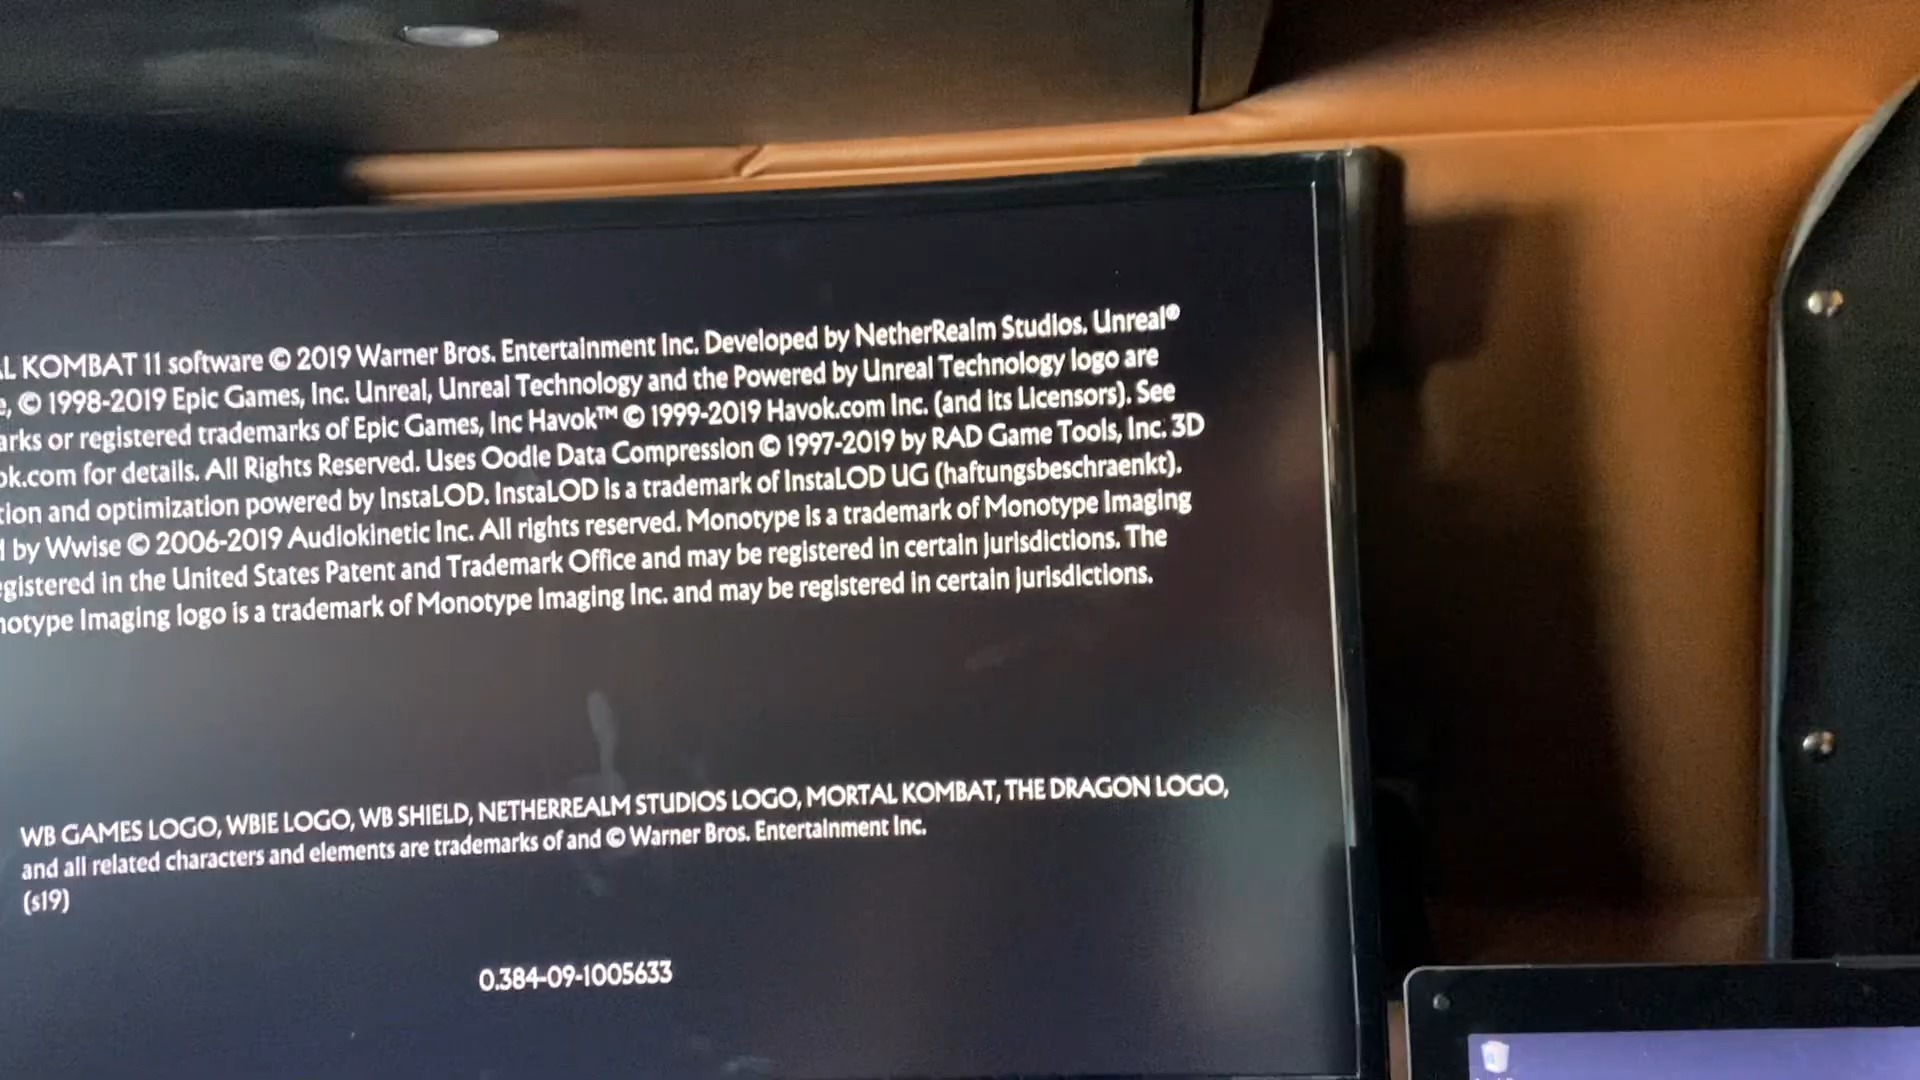 L KOMBAT 11 software © 2019 Warner Bros. Entertainment Inc. Developed by NetherRealm Studios. Unreal®
e, © 1998-2019 Epic Games, Inc. Unreal, Unreal Technology and the Powered by Unreal Technology logo are
arks or registered trademarks of Epic Games, Inc Havok™ © 1999-2019 Havok.com Inc. (and its Licensors). See
ok.com for details. All Rights Reserved. Uses Oodle Data Compression © 1997-2019 by RAD Game Tools, Inc. 3D
tion and optimization powered by InstaLOD. InstaLOD is a trademark of InstaLOD UG (haftungsbeschraenkt).
d by Wwise © 2006-2019 Audiokinetic Inc. All rights reserved. Monotype is a trademark of Monotype Imaging
egistered in the United States Patent and Trademark Office and may be registered in certain jurisdictions. The
notype Imaging logo is a trademark of Monotype Imaging Inc. and may be registered in certain jurisdictions.
WB GAMES LOGO, WBIE LOGO, WB SHIELD, NETHERREALM STUDIOS LOGO, MORTAL KOMBAT, THE DRAGON LOGO,
and all related characters and elements are trademarks of and © Warner Bros. Entertainment Inc.
(s19)
0.384-09-1005633